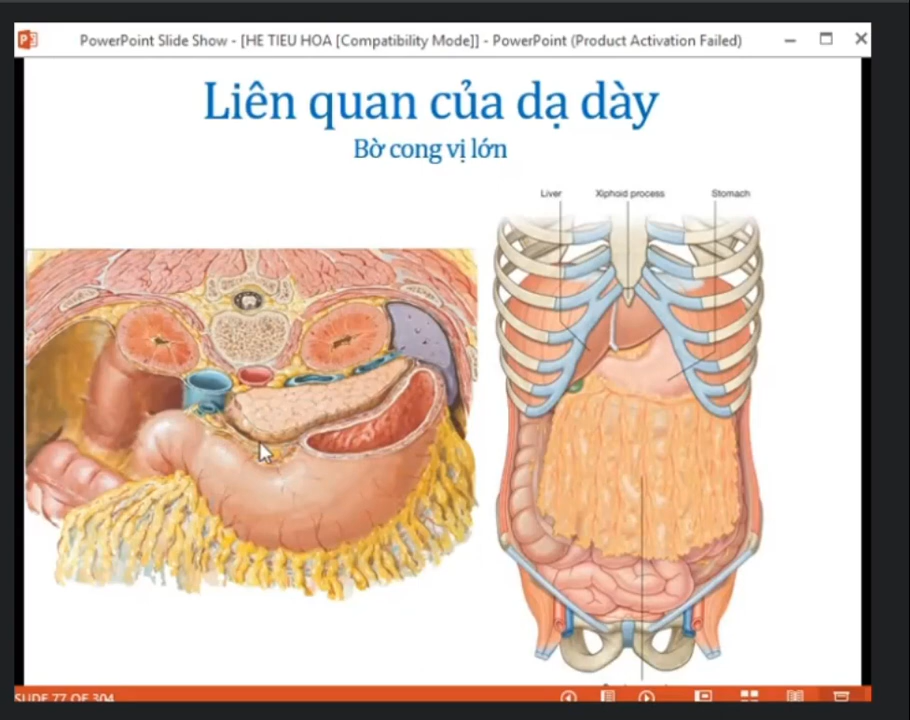 PowerPoint Slide Show - [HE TIEU HOA [Compatibility Mode]] - PowerPoint (Product Activation Failed)
Liên quan của dạ dày
Bờ cong vị lớn
Liver Xiphoid process Stomach
SLIDE 77 OF 304